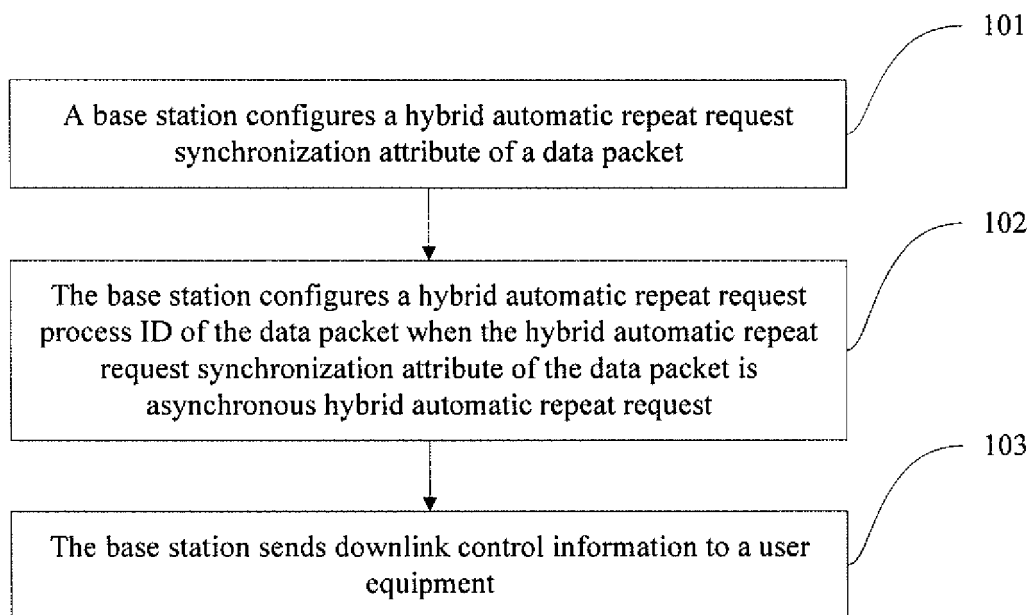 101
A base station configures a hybrid automatic repeat request
synchronization attribute of a data packet
102
The base station configures a hybrid automatic repeat request
process ID of the data packet when the hybrid automatic repeat
request synchronization attribute of the data packet is
asynchronous hybrid automatic repeat request
103
The base station sends downlink control information to a user
equipment